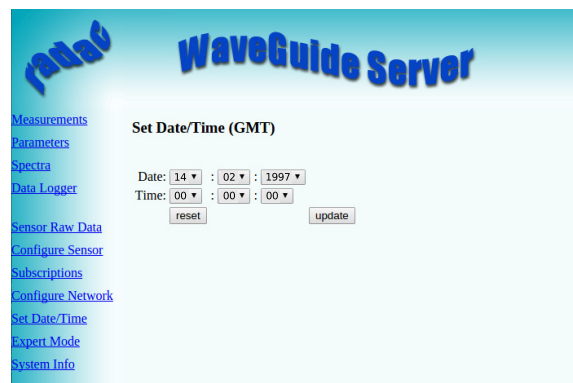 radac
WaveGuide Server
Measurements
Parameters
Spectra
Data Logger
Sensor Raw Data
Configure Sensor
Subscriptions
Configure Network
Set Date/Time
Expert Mode
System Info
Set Date/Time (GMT)
Date: 14 : 02 : 1997
Time: 00 : 00 : 00
reset update